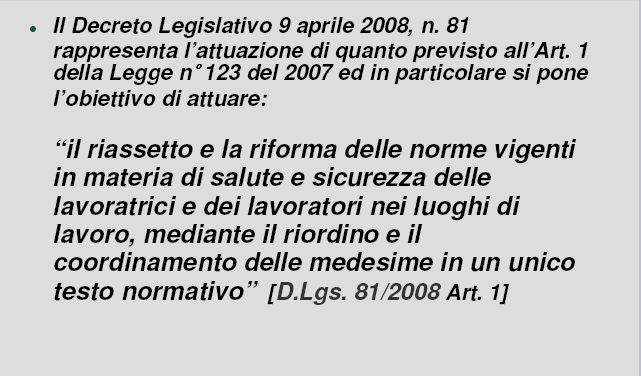 • Il Decreto Legislativo 9 aprile 2008, n. 81
rappresenta l’attuazione di quanto previsto all’Art. 1
della Legge n° 123 del 2007 ed in particolare si pone
l’obiettivo di attuare:
“il riassetto e la riforma delle norme vigenti
in materia di salute e sicurezza delle
lavoratrici e dei lavoratori nei luoghi di
lavoro, mediante il riordino e il
coordinamento delle medesime in un unico
testo normativo” [D.Lgs. 81/2008 Art. 1]